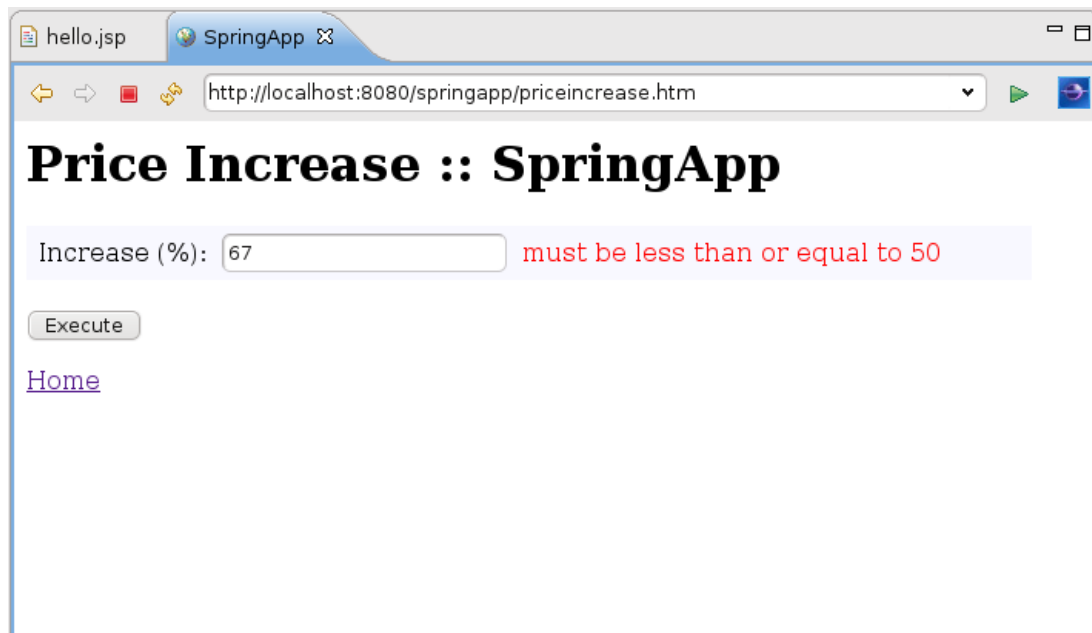 hello.jsp SpringApp
http://localhost:8080/springapp/priceincrease.htm
Price Increase :: SpringApp
Increase (%): 67 must be less than or equal to 50
Execute
Home